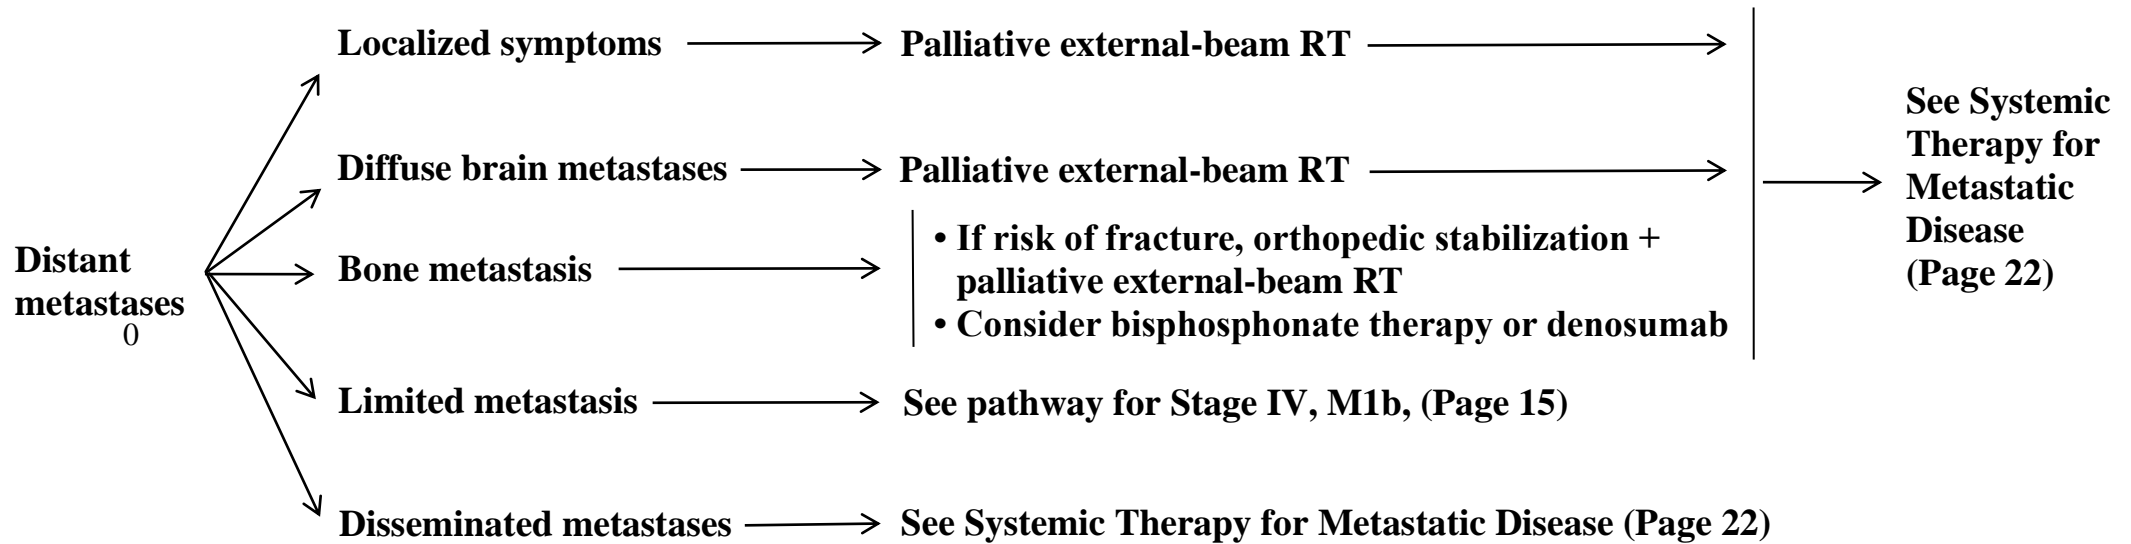 Localized symptoms
Palliative external-beam RT
Diffuse brain metastases
Palliative external-beam RT
See Systemic
Therapy for
Metastatic
Disease
(Page 22)
Distant
metastases
0
Bone metastasis
• If risk of fracture, orthopedic stabilization +
palliative external-beam RT
• Consider bisphosphonate therapy or denosumab
Limited metastasis
See pathway for Stage IV, M1b, (Page 15)
Disseminated metastases
See Systemic Therapy for Metastatic Disease (Page 22)